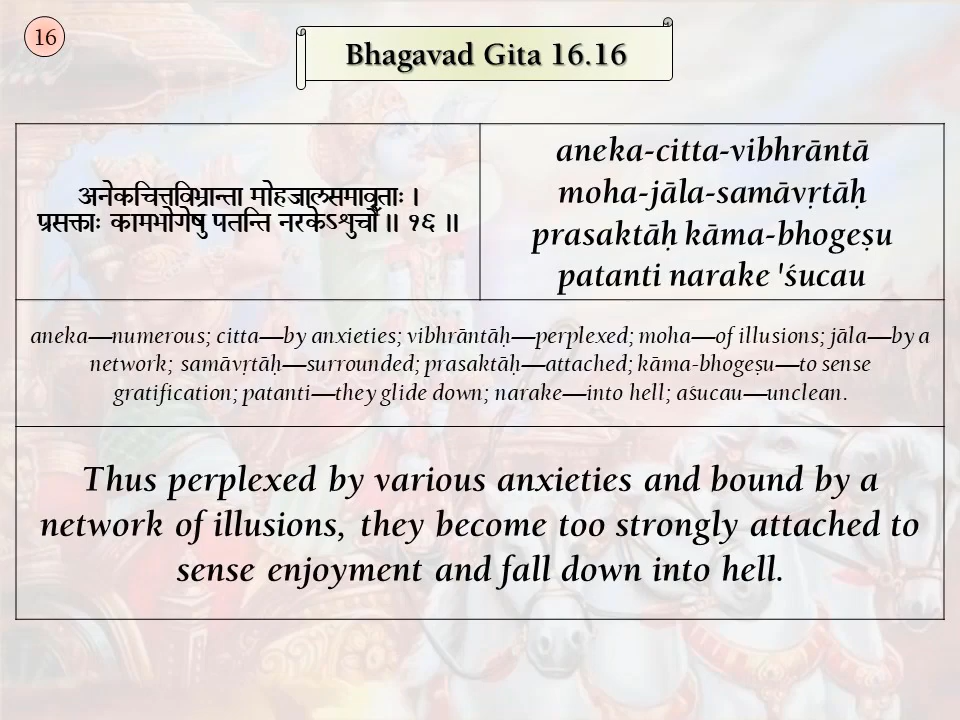 16
Bhagavad Gita 16.16
अनेकचित्तविभ्रान्ता मोहजालसमावृताः ।
प्रसक्ताः कामभोगेषु पतन्ति नरकेऽशुचौ ॥ १६ ॥
aneka-citta-vibhrāntā
moha-jāla-samāvṛtāḥ
prasaktāḥ kāma-bhogeṣu
patanti narake 'śucau
aneka—numerous; citta—by anxieties; vibhrāntāḥ—perplexed; moha—of illusions; jāla—by a
network; samāvṛtāḥ—surrounded; prasaktāḥ—attached; kāma-bhogeṣu—to sense
gratification; patanti—they glide down; narake—into hell; aśucau—unclean.
Thus perplexed by various anxieties and bound by a
network of illusions, they become too strongly attached to
sense enjoyment and fall down into hell.